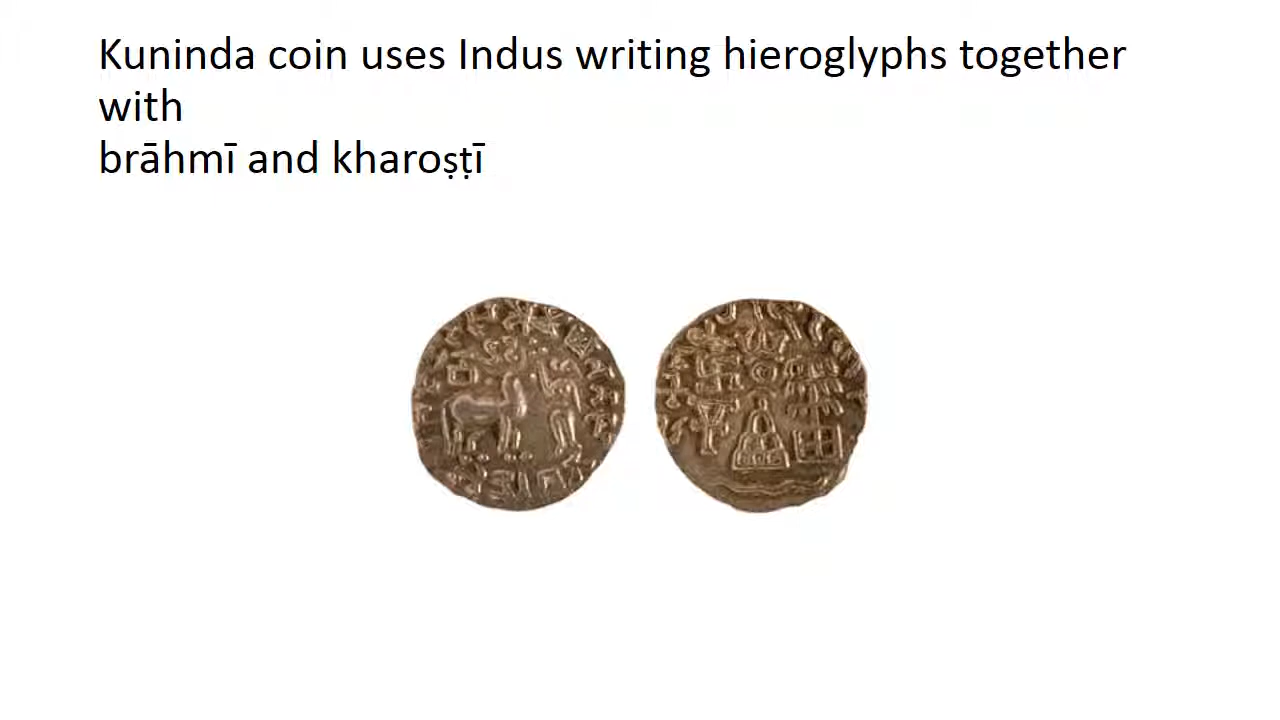 Kuninda coin uses Indus writing hieroglyphs together
with
brāhmī and kharoṣṭī